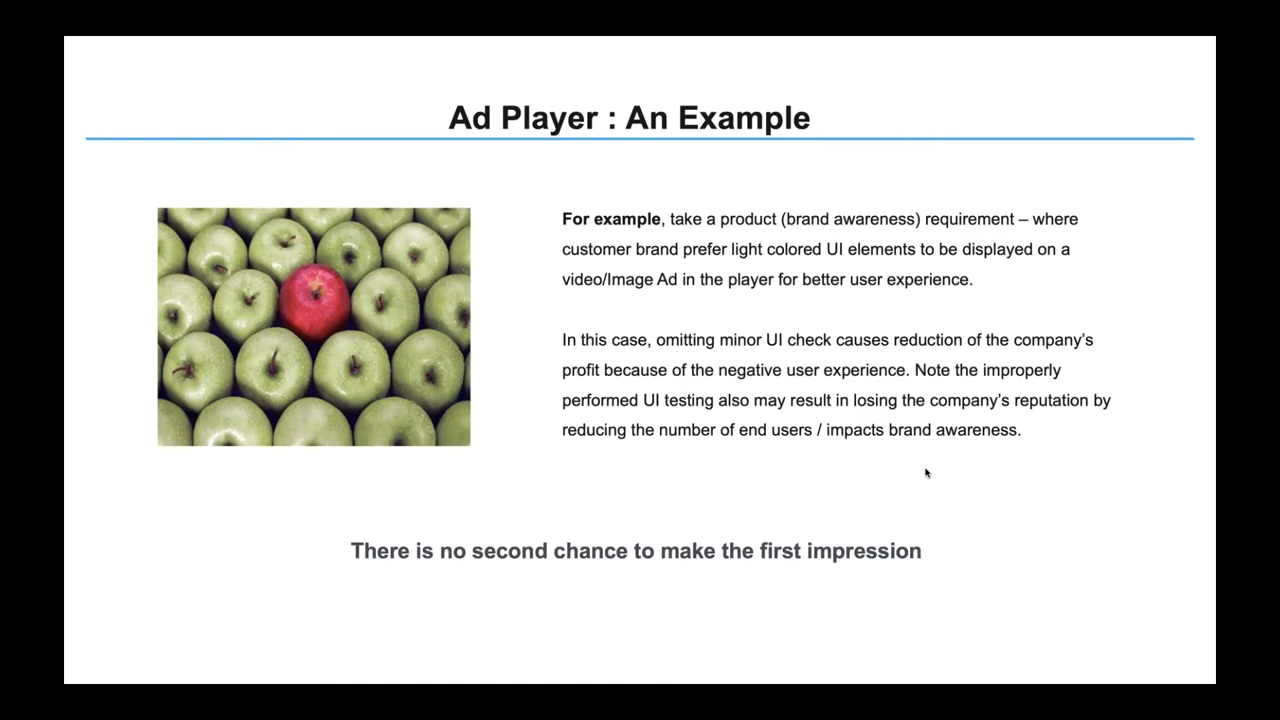 Ad Player : An Example
For example, take a product (brand awareness) requirement – where
customer brand prefer light colored UI elements to be displayed on a
video/Image Ad in the player for better user experience.
In this case, omitting minor UI check causes reduction of the company’s
profit because of the negative user experience. Note the improperly
performed UI testing also may result in losing the company’s reputation by
reducing the number of end users / impacts brand awareness.
There is no second chance to make the first impression